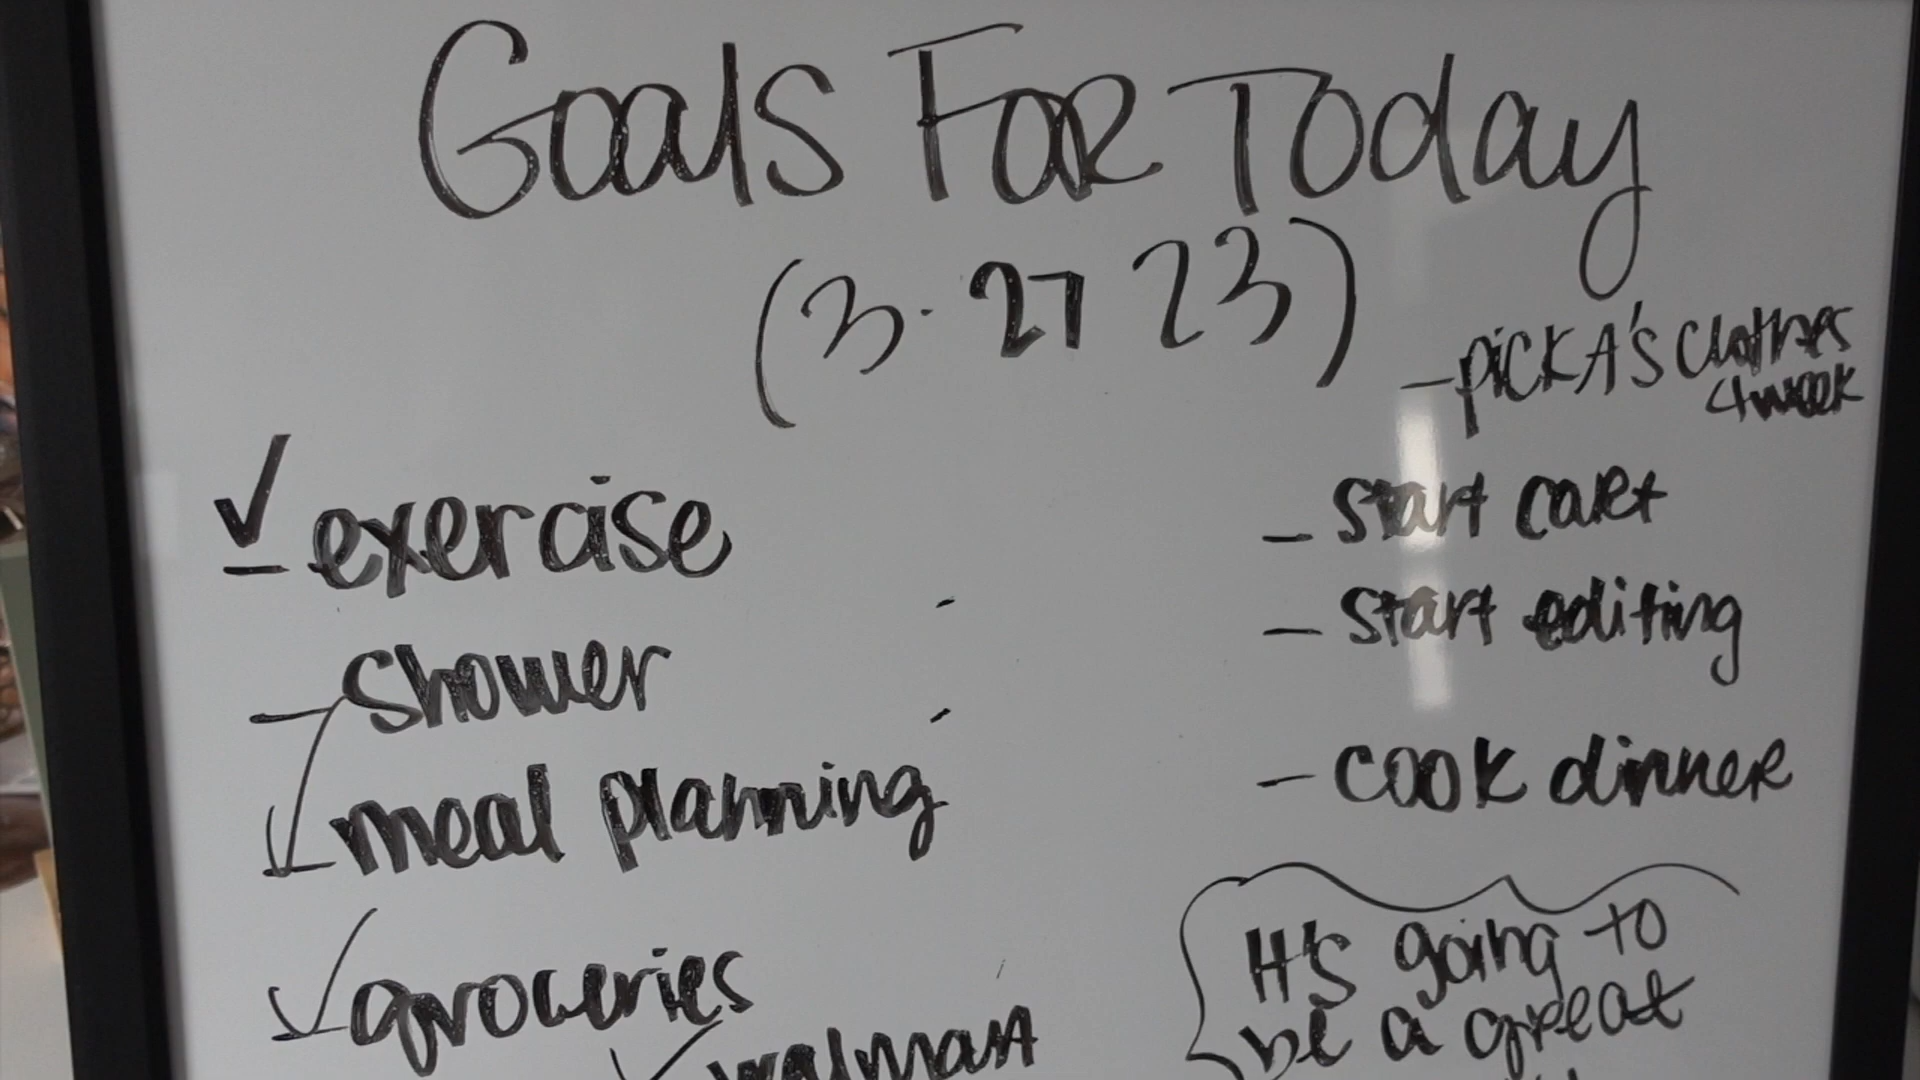 Goals For Today
(3.27 23)
- pick A's clothes
4 week
- exercise
- shower
meal planning
groceries
walmart
- start
- start editing
- cook dinner
It's going to
be a great